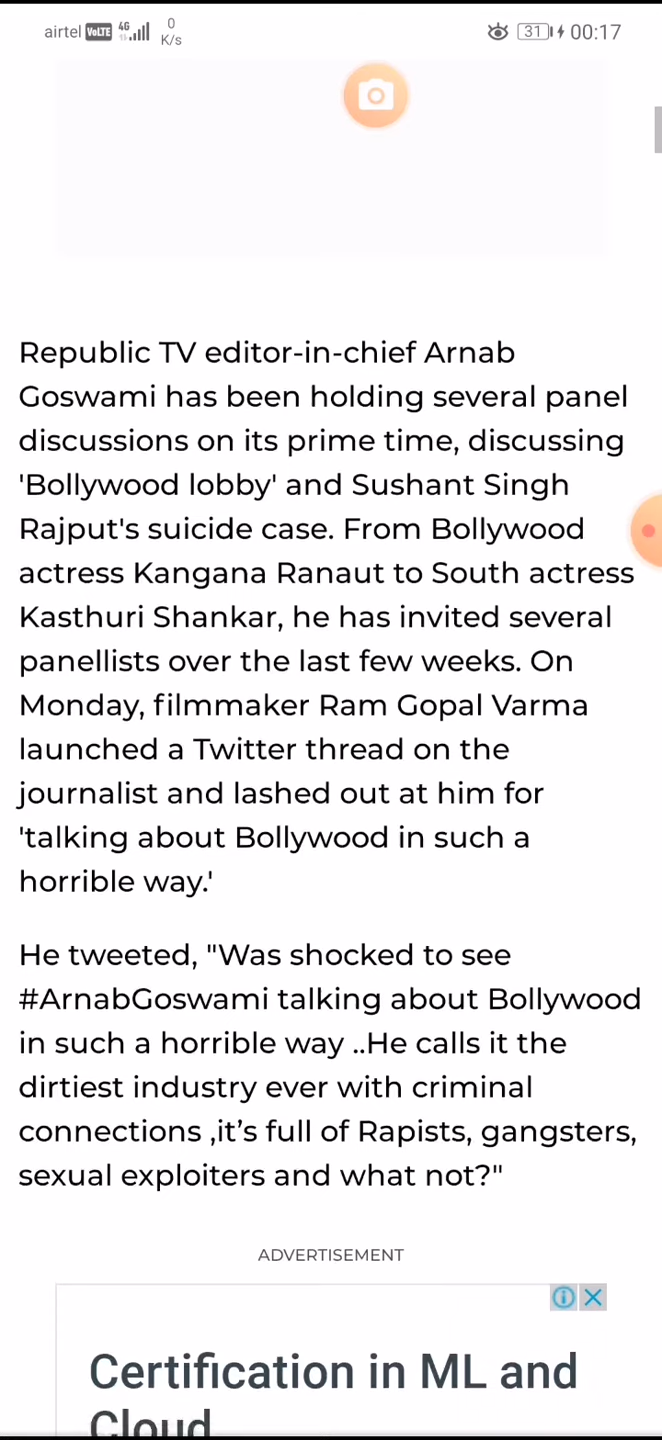 airtel VoLTE 4G 0 K/s 31 00:17
Republic TV editor-in-chief Arnab
Goswami has been holding several panel
discussions on its prime time, discussing
'Bollywood lobby' and Sushant Singh
Rajput's suicide case. From Bollywood
actress Kangana Ranaut to South actress
Kasthuri Shankar, he has invited several
panellists over the last few weeks. On
Monday, filmmaker Ram Gopal Varma
launched a Twitter thread on the
journalist and lashed out at him for
'talking about Bollywood in such a
horrible way.'
He tweeted, "Was shocked to see
#ArnabGoswami talking about Bollywood
in such a horrible way ..He calls it the
dirtiest industry ever with criminal
connections ,it’s full of Rapists, gangsters,
sexual exploiters and what not?"
ADVERTISEMENT
Certification in ML and
Cloud